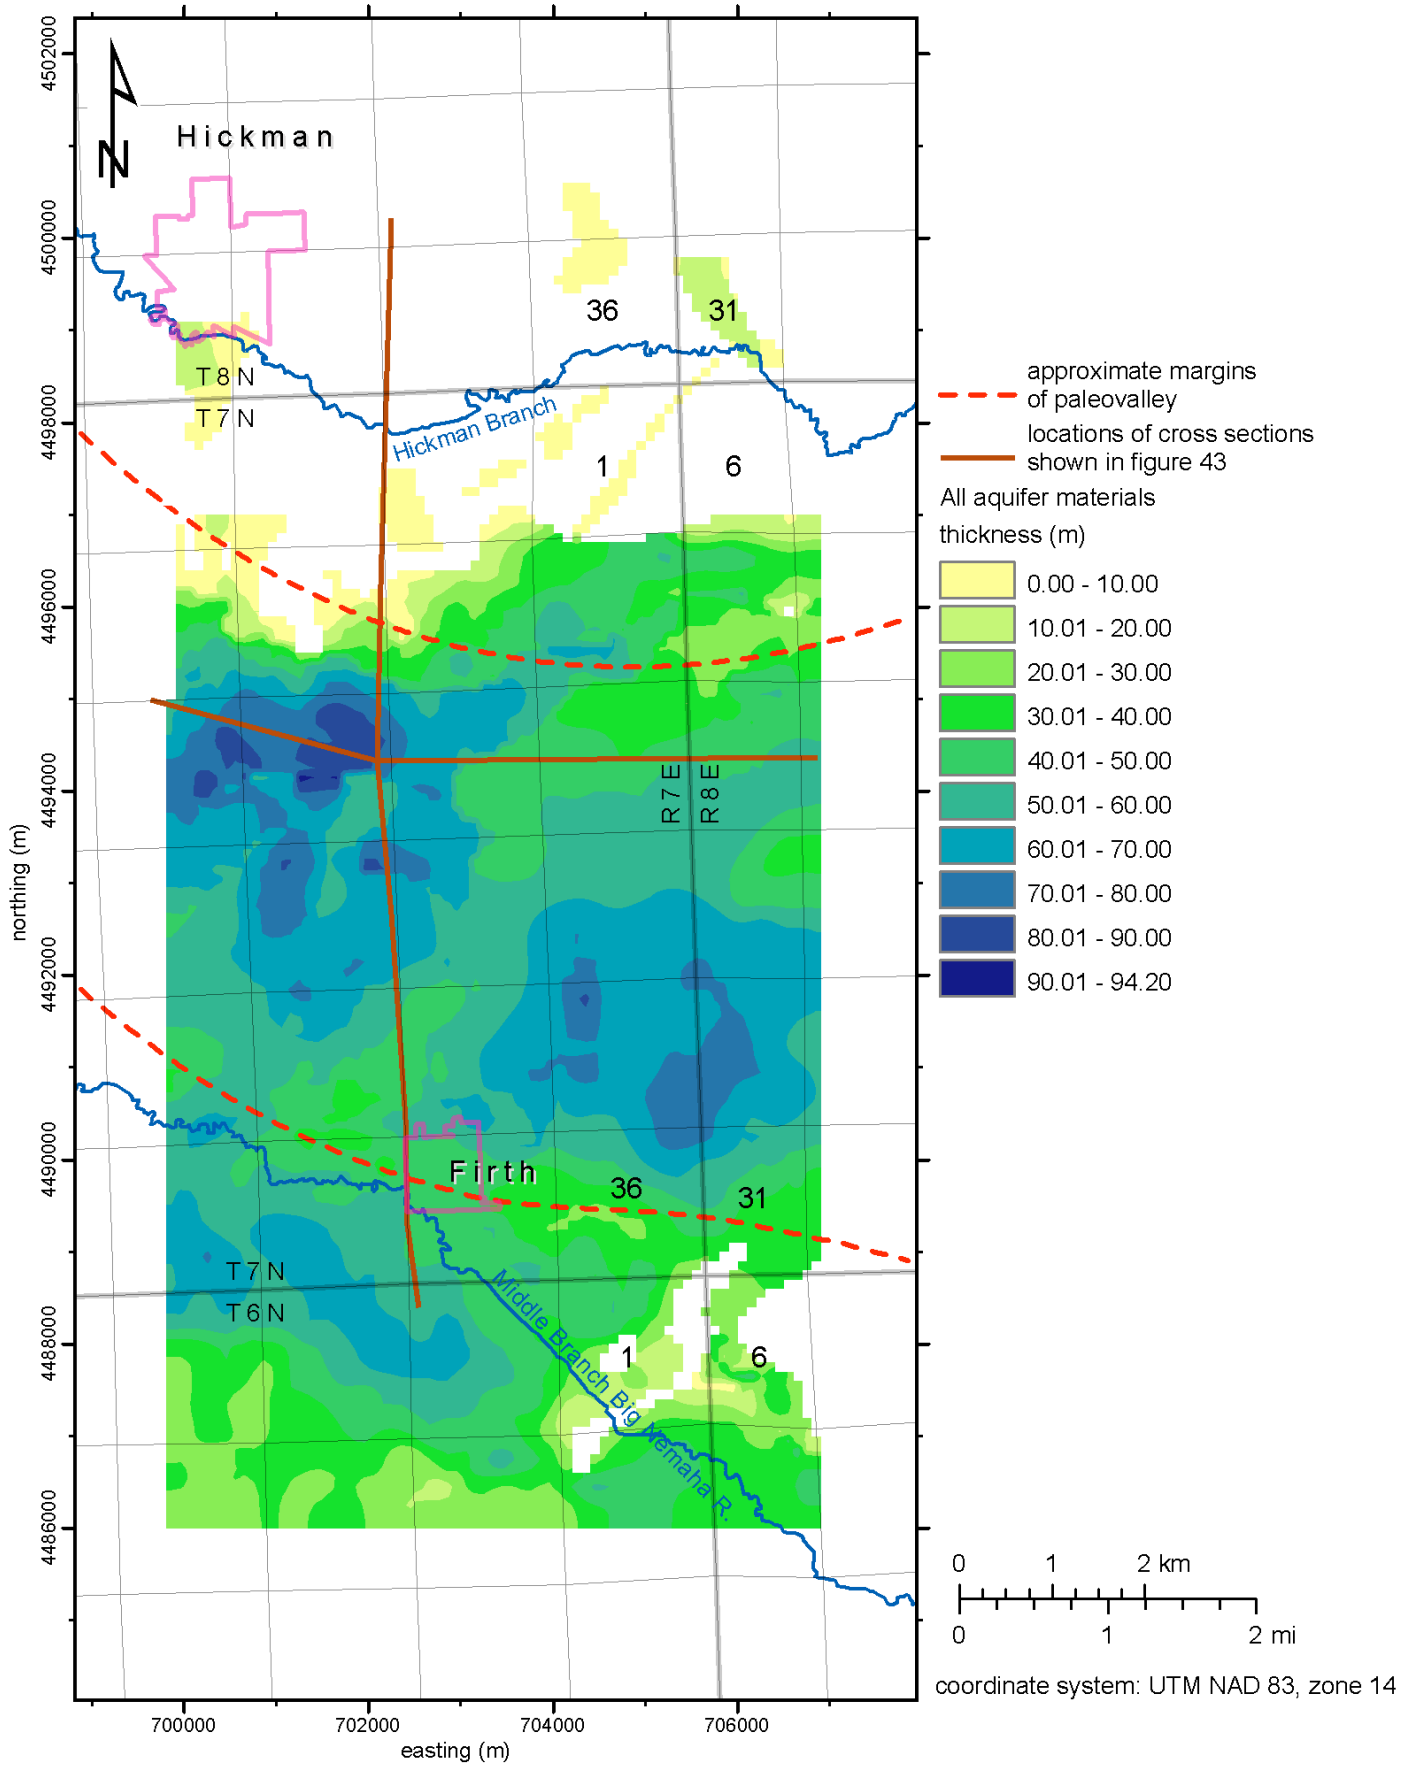 4502000
4500000
4498000
4496000
4494000
4492000
4490000
4488000
4486000
northing (m)
N
Hickman
36
31
T 8 N
T 7 N
Hickman Branch
1
6
R 7 E
R 8 E
Firth
36
31
T 7 N
T 6 N
Middle Branch Big Nemaha R.
1
6
700000
702000
704000
706000
easting (m)
approximate margins
of paleovalley
locations of cross sections
shown in figure 43
All aquifer materials
thickness (m)
0.00 - 10.00
10.01 - 20.00
20.01 - 30.00
30.01 - 40.00
40.01 - 50.00
50.01 - 60.00
60.01 - 70.00
70.01 - 80.00
80.01 - 90.00
90.01 - 94.20
0 1 2 km
0 1 2 mi
coordinate system: UTM NAD 83, zone 14